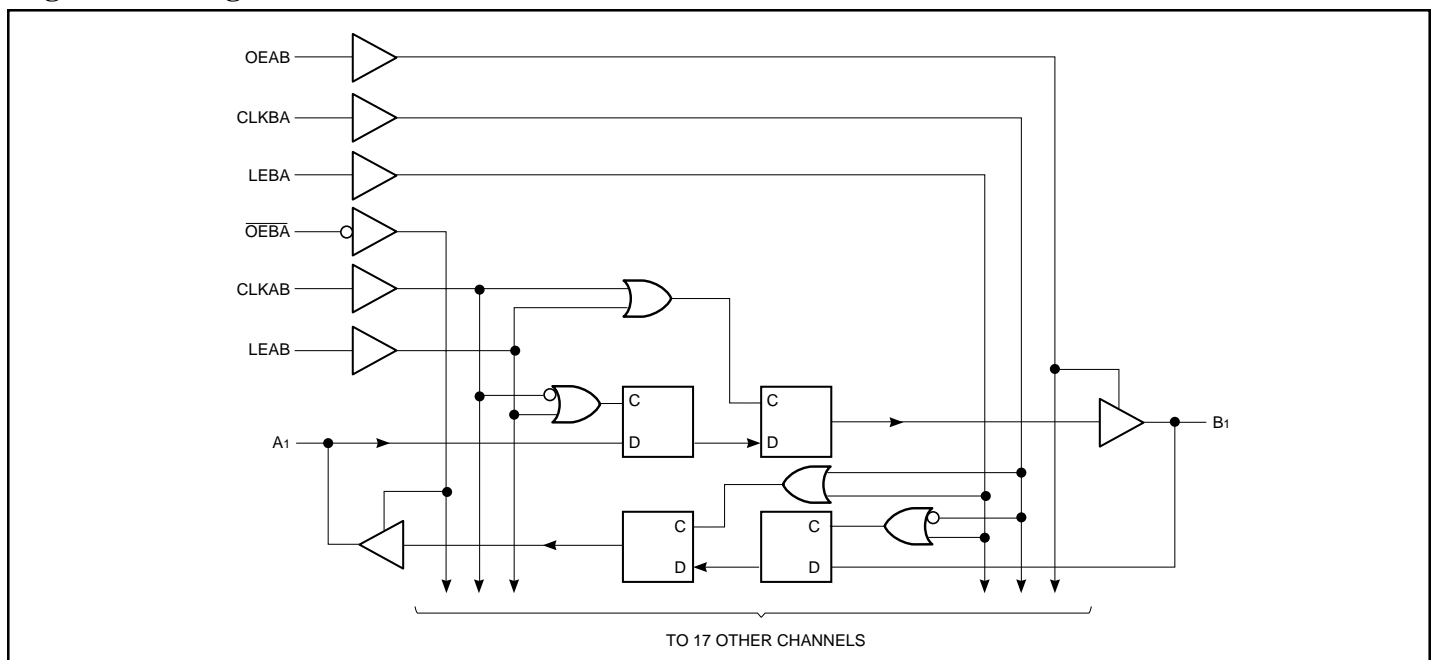 OEAB
CLKBA
LEBA
OEBA
CLKAB
LEAB
C
C
D
D
A1
B1
C
C
D
D
TO 17 OTHER CHANNELS